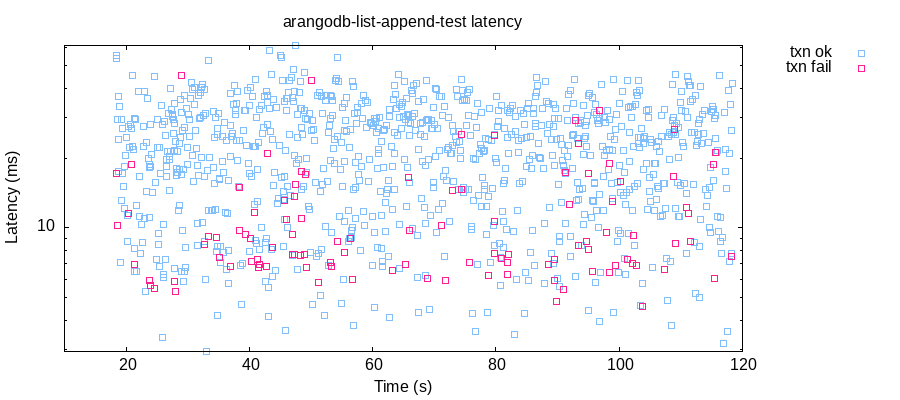 arangodb-list-append-test latency
txn ok
txn fail
Latency (ms)
10
20 40 60 80 100 120
Time (s)